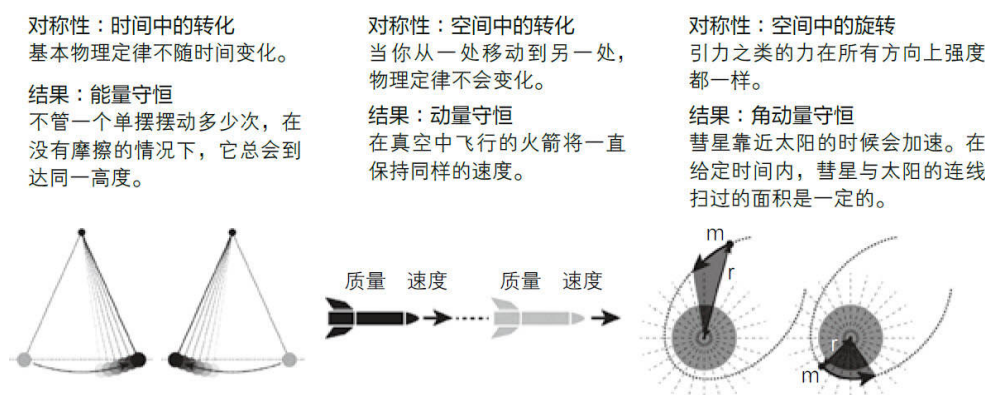 对称性：时间中的转化
基本物理定律不随时间变化。
结果：能量守恒
不管一个单摆摆动多少次，在
没有摩擦的情况下，它总会到
达同一高度。
对称性：空间中的转化
当你从一处移动到另一处，
物理定律不会变化。
结果：动量守恒
在真空中飞行的火箭将一直
保持同样的速度。
对称性：空间中的旋转
引力之类的力在所有方向上强度
都一样。
结果：角动量守恒
彗星靠近太阳的时候会加速。在
给定时间内，彗星与太阳的连线
扫过的面积是一定的。
质量 速度
质量 速度
m
r
r
m